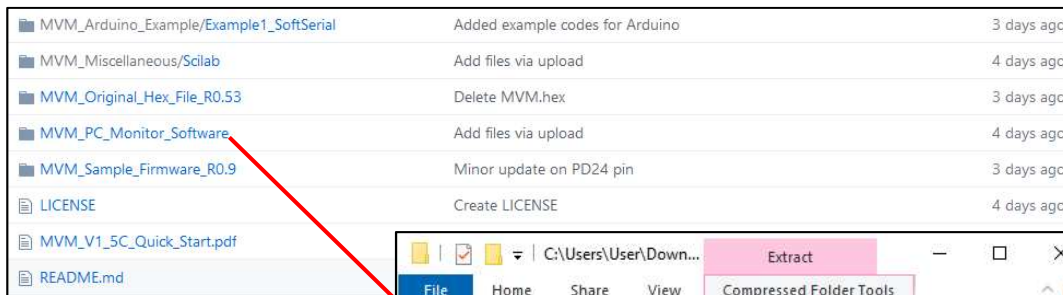 MVM_Arduino_Example/Example1_SoftSerial Added example codes for Arduino 3 days ago
MVM_Miscellaneous/Scilab Add files via upload 4 days ago
MVM_Original_Hex_File_R0.53 Delete MVM.hex 3 days ago
MVM_PC_Monitor_Software Add files via upload 4 days ago
MVM_Sample_Firmware_R0.9 Minor update on PD24 pin 3 days ago
LICENSE Create LICENSE 4 days ago
MVM_V1_5C_Quick_Start.pdf
README.md
C:\Users\User\Down... Extract
File Home Share View Compressed Folder Tools